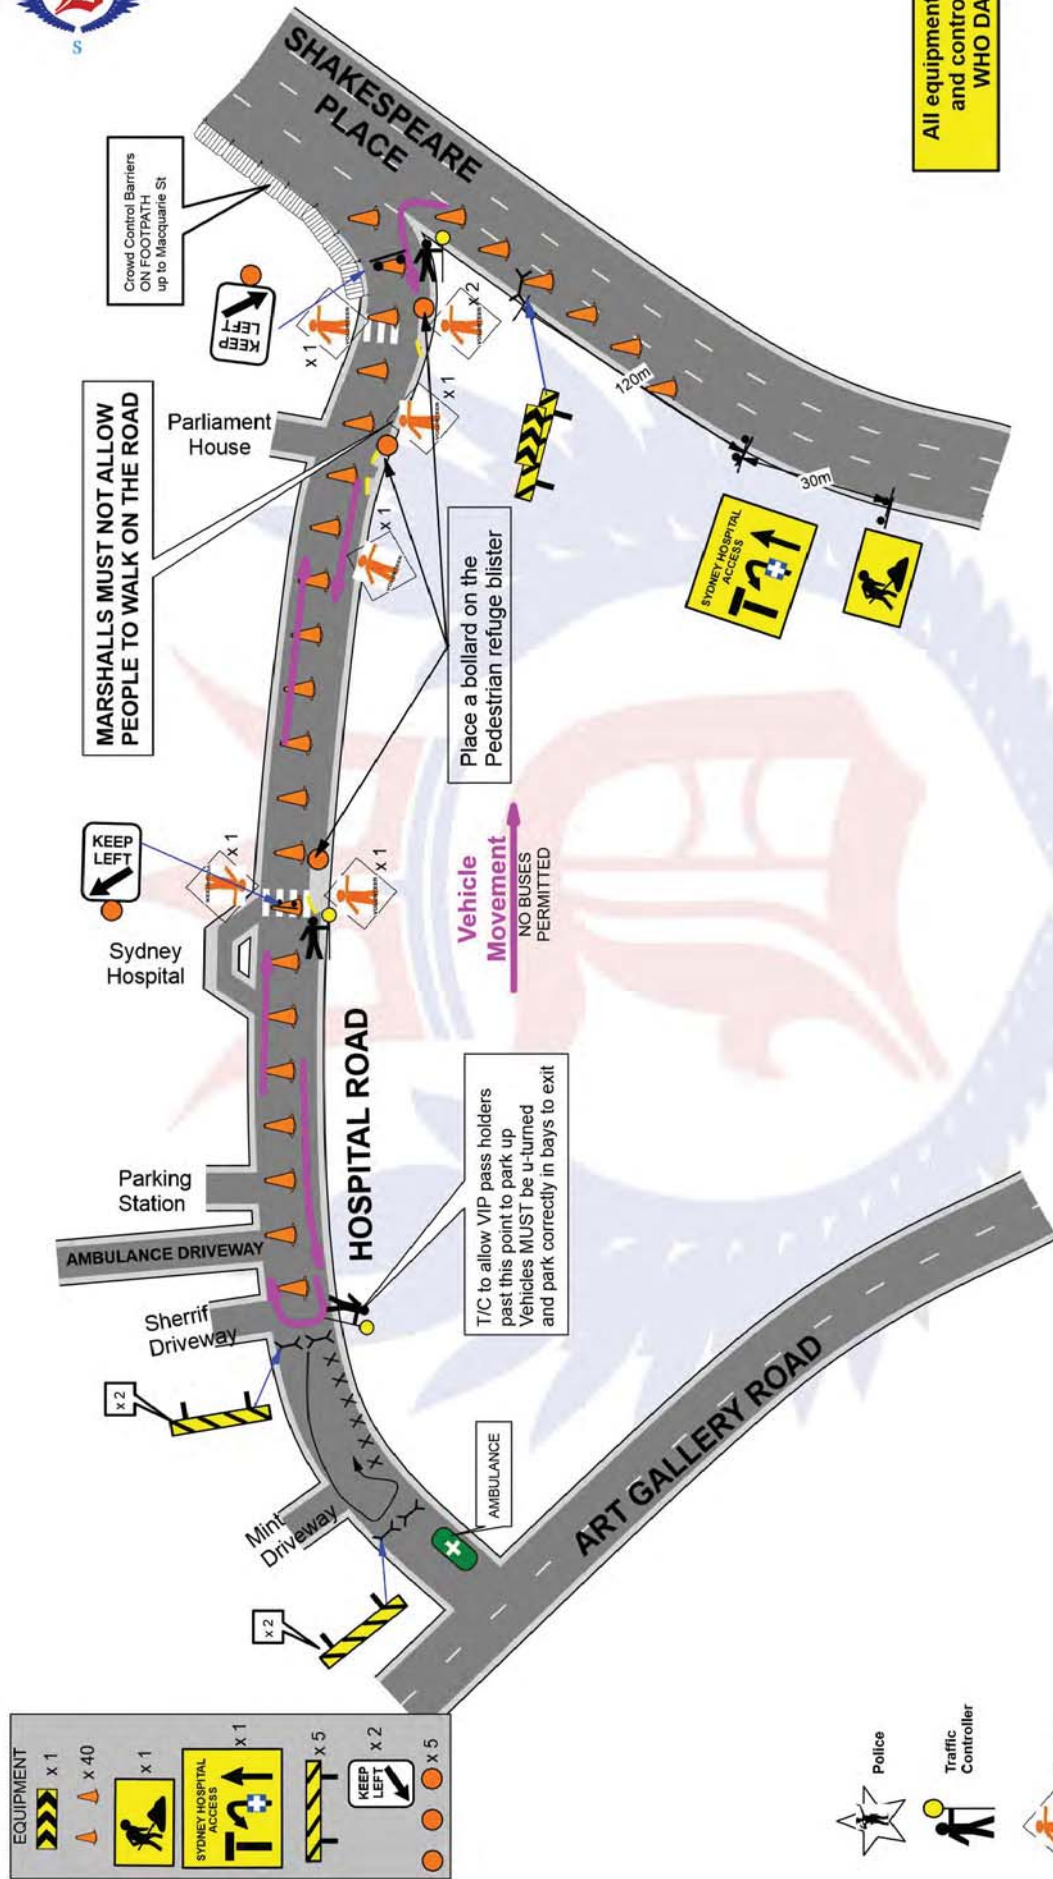 S
SHAKESPEARE
PLACE
All equipment
and contro
WHO DA
Crowd Control Barriers
ON FOOTPATH
up to Macquarie St
KEEP
LEFT
x 1
x 2
MARSHALLS MUST NOT ALLOW
PEOPLE TO WALK ON THE ROAD
Parliament
House
x 1
x 1
120m
30m
SYDNEY HOSPITAL
ACCESS
Place a bollard on the
Pedestrian refuge blister
KEEP
LEFT
x 1
x 1
Sydney
Hospital
Vehicle
Movement
NO BUSES
PERMITTED
HOSPITAL ROAD
Parking
Station
AMBULANCE DRIVEWAY
Sherrif
Driveway
T/C to allow VIP pass holders
past this point to park up
Vehicles MUST be u-turned
and park correctly in bays to exit
x 2
Mint
Driveway
AMBULANCE
ART GALLERY ROAD
x 2
EQUIPMENT
x 1
x 40
x 1
SYDNEY HOSPITAL
ACCESS
x 1
x 5
KEEP
LEFT
x 2
x 5
Police
Traffic
Controller